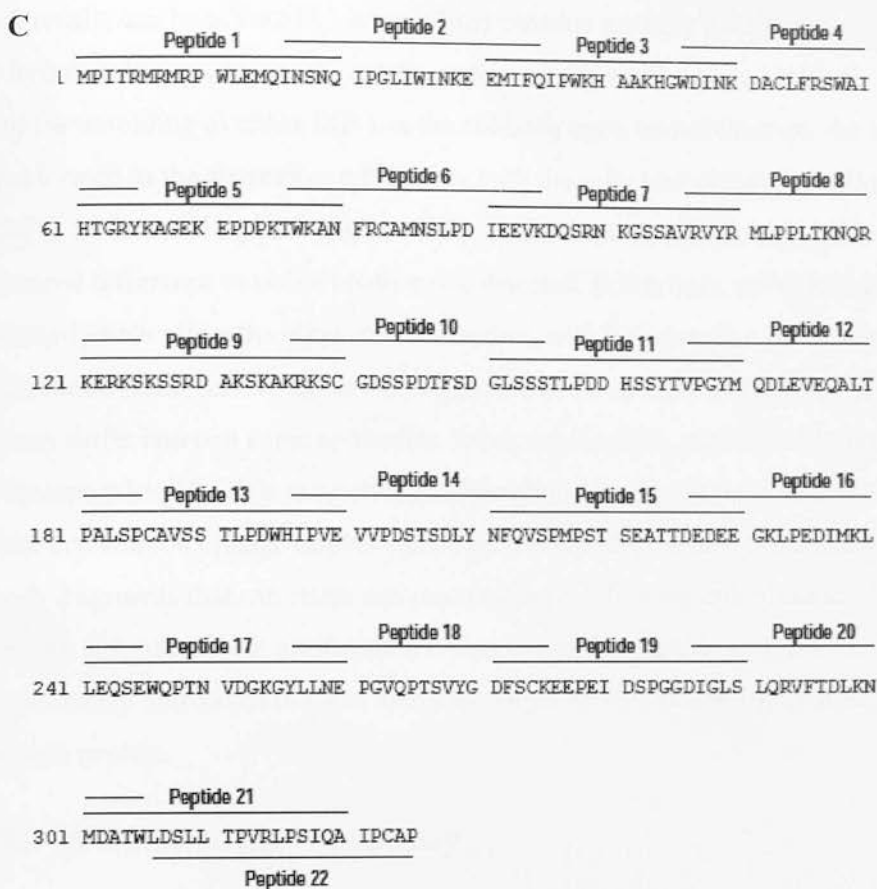 C
Peptide 1 Peptide 2 Peptide 3 Peptide 4
1 MPITRMRMRP WLEMQINSNQ IPGLIWINKE EMIFQIPWKH AAKHGWDINK DACLFRSWAI
Peptide 5 Peptide 6 Peptide 7 Peptide 8
61 HTGRYKAGEK EPDPKTWKAN FRCAMNSLPD IEEVKDQSRN KGSSAVRVYR MLPPLTKNQR
Peptide 9 Peptide 10 Peptide 11 Peptide 12
121 KERKSKSSRD AKSKAKRKSC GDSSPDTFSD GLSSSTLPDD HSSYTVPGYM QDLEVEQALT
Peptide 13 Peptide 14 Peptide 15 Peptide 16
181 PALSPCAVSS TLPDWHIPVE VVPDSTSDLY NFQVSPMPST SEATTDEDEE GKLPEDIMKL
Peptide 17 Peptide 18 Peptide 19 Peptide 20
241 LEQSEWQPTN VDGKGYLLNE PGVQPTSVYG DFSCKEEPEI DSPGGDIGLS LQRVFTDLKN
Peptide 21
301 MDATWLDSLL TPVRLPSIQA IPCAP
Peptide 22